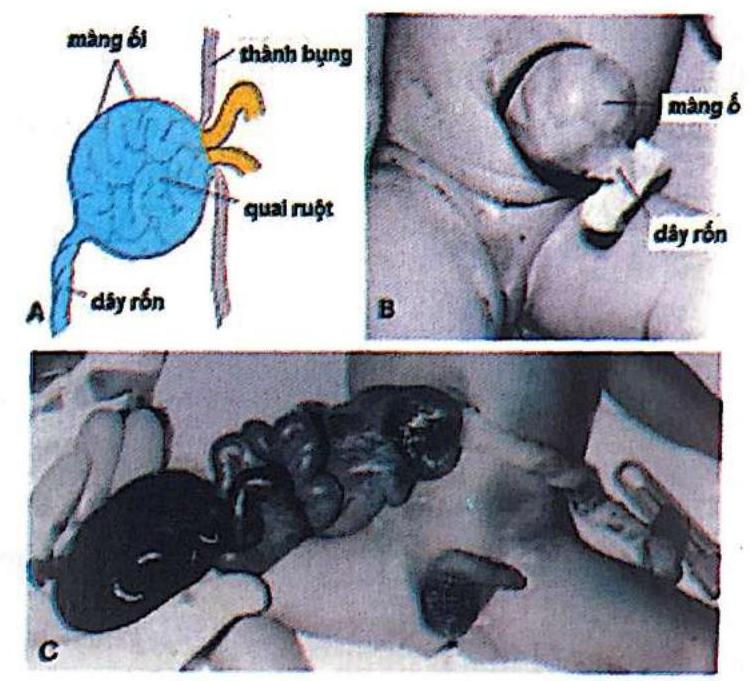 màng ối
thành bụng
quai ruột
dây rốn
A
màng ố
dây rốn
B
C